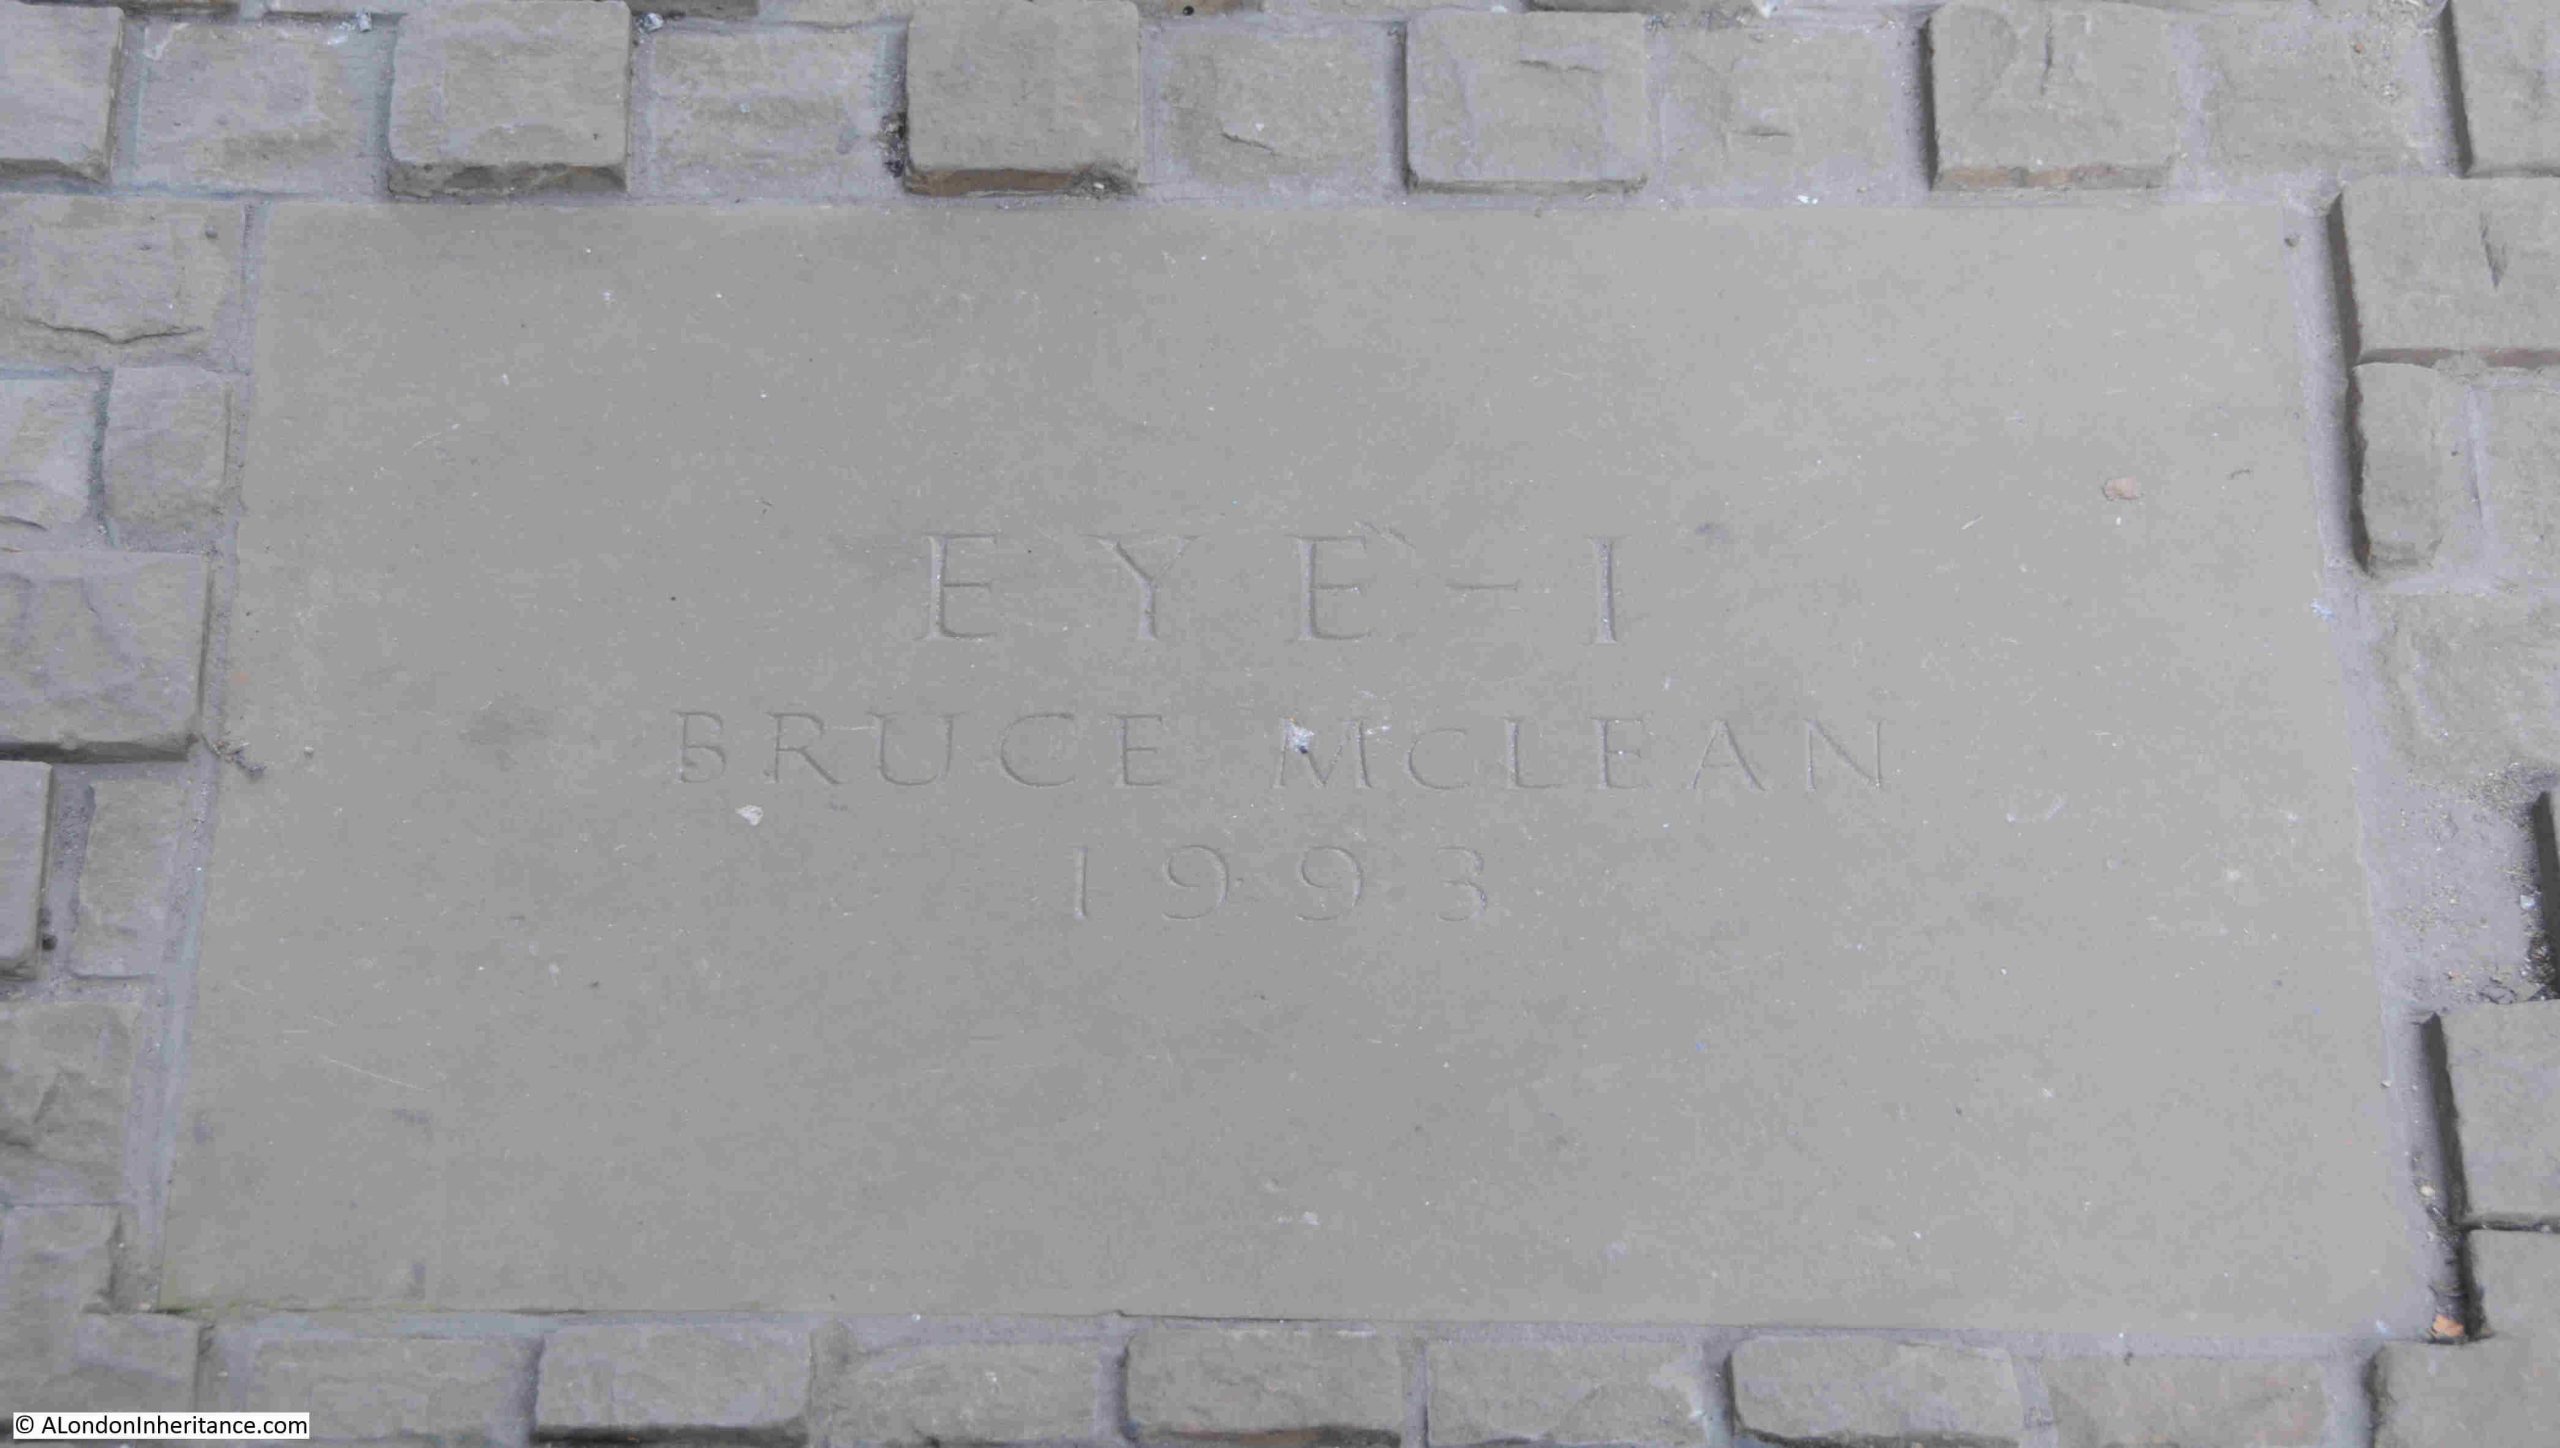 EYE-I
BRUCE McLEAN
1993
© ALondonInheritance.com